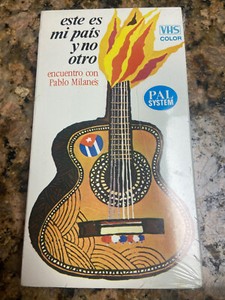 este es
mi país
y no
otro
encuentro con
Pablo Milanés
VHS
COLOR
PAL
SYSTEM